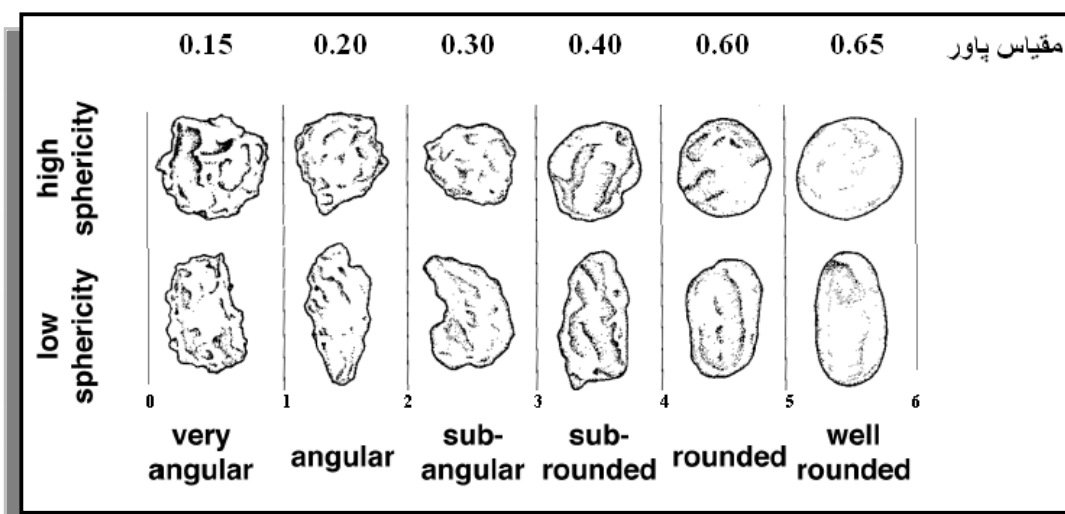 0.15 0.20 0.30 0.40 0.60 0.65 مقیاس پاور
high
sphericity
low
sphericity
0 1 2 3 4 5 6
very
angular
angular
sub-
angular
sub-
rounded
rounded
well
rounded